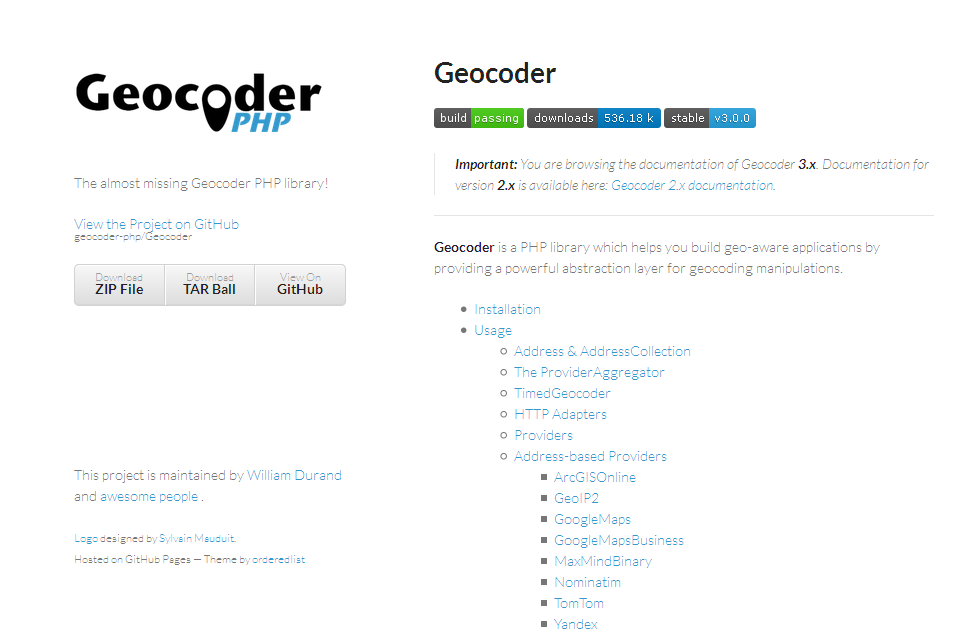 Geocoder
PHP
The almost missing Geocoder PHP library!
View the Project on GitHub
geocoder-php/Geocoder
Download
ZIP File
Download
TAR Ball
View On
GitHub
This project is maintained by William Durand
and awesome people .
Logo designed by Sylvain Mauduit.
Hosted on GitHub Pages — Theme by orderedlist
Geocoder
build passing downloads 536.18 k stable v3.0.0
Important: You are browsing the documentation of Geocoder 3.x. Documentation for
version 2.x is available here: Geocoder 2.x documentation.
Geocoder is a PHP library which helps you build geo-aware applications by
providing a powerful abstraction layer for geocoding manipulations.
Installation
Usage
Address & AddressCollection
The ProviderAggregator
TimedGeocoder
HTTP Adapters
Providers
Address-based Providers
ArcGISOnline
GeoIP2
GoogleMaps
GoogleMapsBusiness
MaxMindBinary
Nominatim
TomTom
Yandex